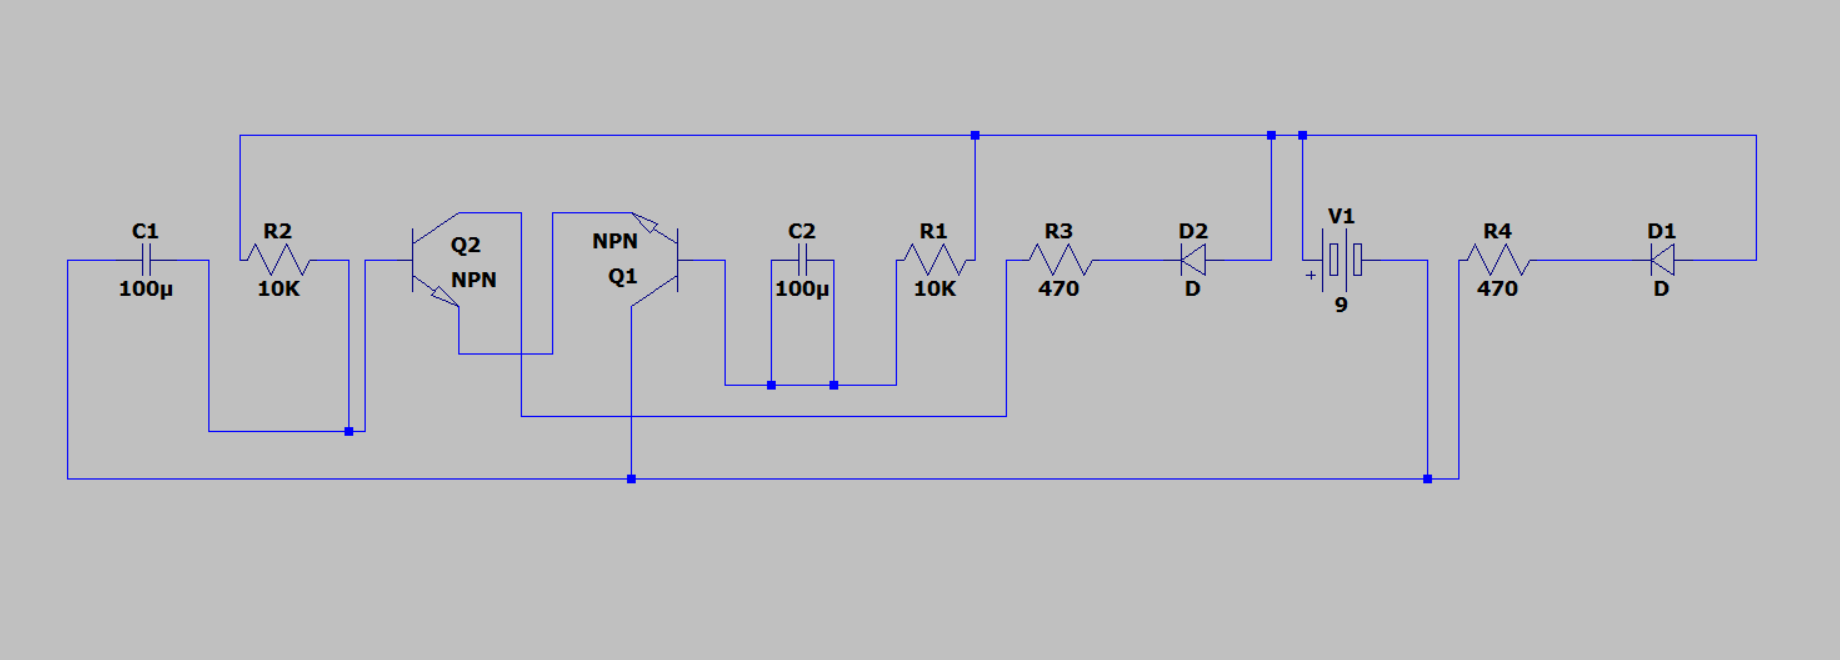 C1
100µ
R2
10K
Q2
NPN
NPN
Q1
C2
100µ
R1
10K
R3
470
D2
D
V1
+
9
R4
470
D1
D